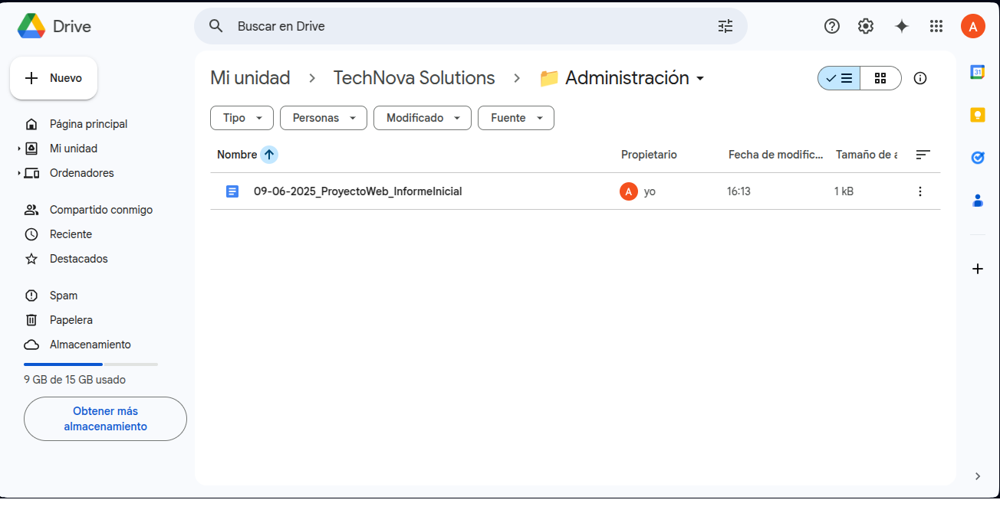 Drive
Buscar en Drive
A
Nuevo
Mi unidad
TechNova Solutions
Administración
Tipo
Personas
Modificado
Fuente
Página principal
Mi unidad
Ordenadores
Compartido conmigo
Reciente
Destacados
Spam
Papelera
Almacenamiento
9 GB de 15 GB usado
Obtener más
almacenamiento
Nombre
Propietario
Fecha de modific...
Tamaño de a
09-06-2025_ProyectoWeb_InformeInicial
A
yo
16:13
1 kB
31